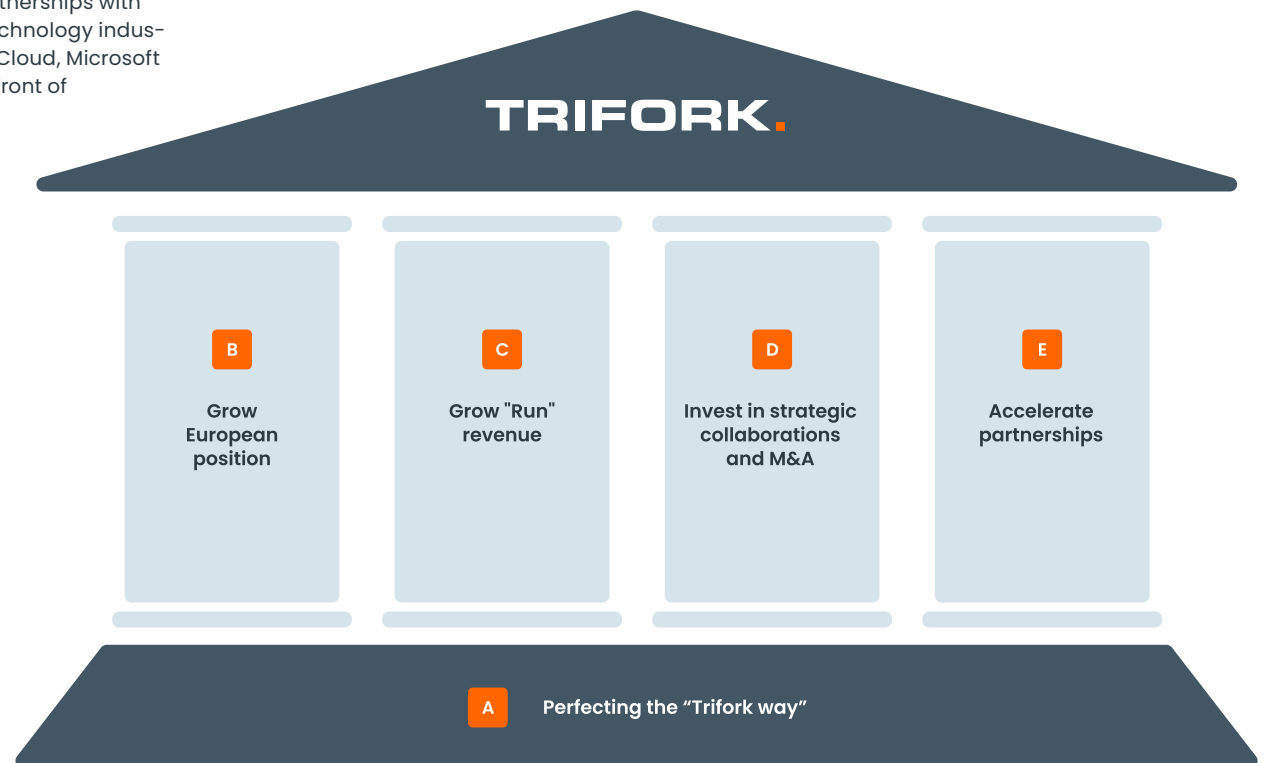 tnerships with
chnology indus-
Cloud, Microsoft
ront of
TRIFORK.
B
Grow
European
position
C
Grow "Run"
revenue
D
Invest in strategic
collaborations
and M&A
E
Accelerate
partnerships
A
Perfecting the “Trifork way”